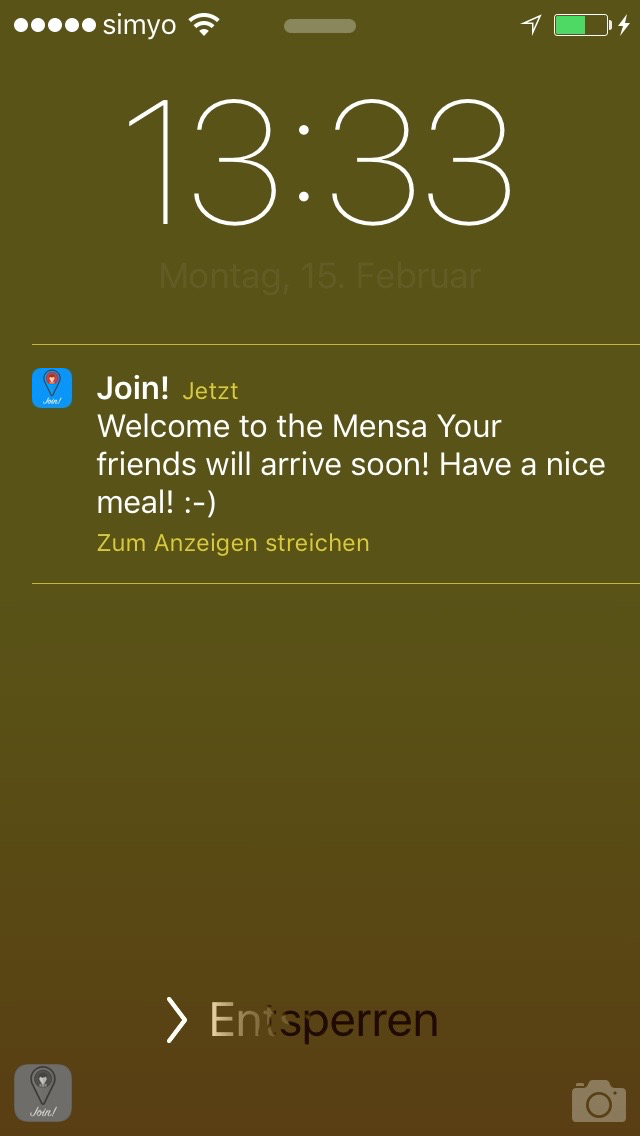 simyo
13:33
Montag, 15. Februar
Join! Jetzt
Welcome to the Mensa Your
friends will arrive soon! Have a nice
meal! :-)
Zum Anzeigen streichen
Entsperren
Join!